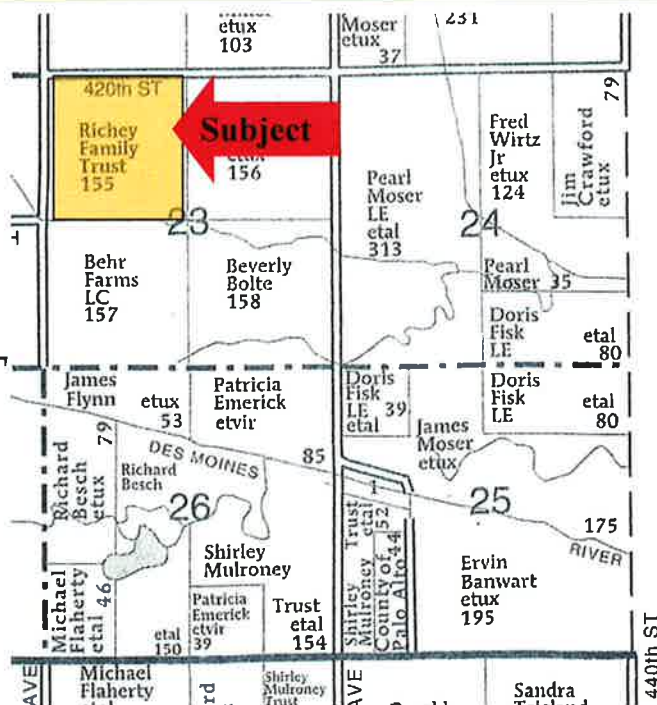 etux
103
Moser
etux
37
231
420th ST
Richey
Family
Trust
155
Subject
etux
156
Pearl
Moser
LE
etal
313
Fred
Wirtz
Jr
etux
124
Jim
Crawford
etux
79
23
24
Behr
Farms
LC
157
Beverly
Bolte
158
Pearl
Moser 35
Doris
Fisk
LE
etal
80
James
Flynn
etux
53
Patricia
Emerick
etvir
Doris
Fisk
LE 39
etal
Doris
Fisk
LE
etal
80
James
Moser
etux
Richard
Besch
etux
79
DES MOINES
85
Richard
Besch
26
25
175
RIVER
Shirley
Mulroney
Trust
etal
154
Michael
Flaherty
etal
46
etal
150
Patricia
Emerick
etvir
39
Shirley
Mulroney
Trust
etal
52
County of
Palo Alto
44
Ervin
Banwart
etux
195
AVE
Michael
Flaherty
Shirley
Mulroney
Trust
AVE
Sandra
440th ST